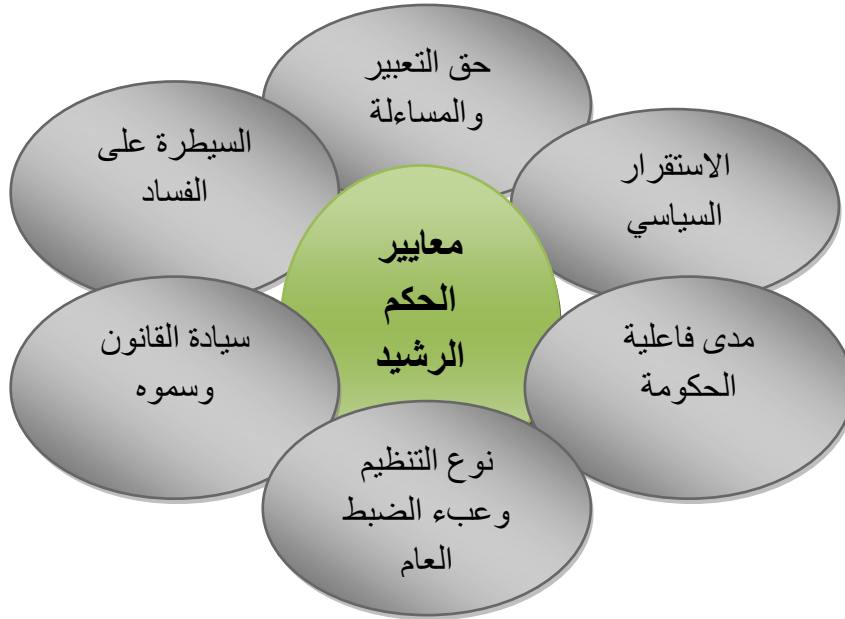 حق التعبير
والمساءلة
الاستقرار
السياسي
السيطرة على
الفساد
معايير
الحكم
الرشيد
مدى فاعلية
الحكومة
سيادة القانون
وسموه
نوع التنظيم
وعبء الضبط
العام